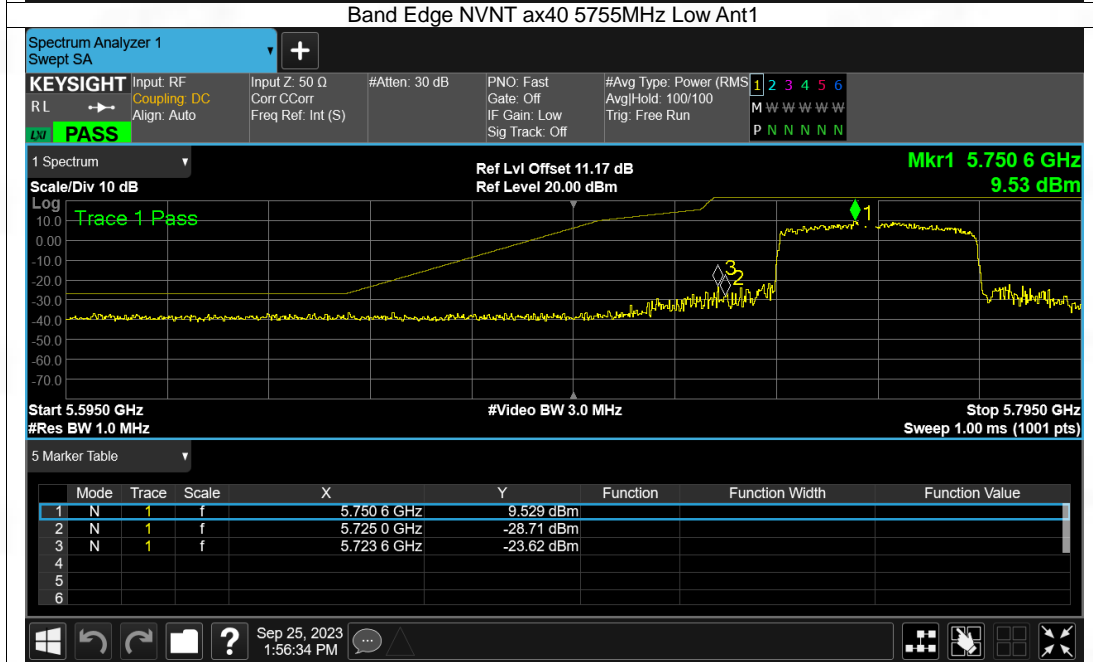 Band Edge NVNT ax40 5755MHz Low Ant1
Spectrum Analyzer 1
Swept SA
+
KEYSIGHT
R L
LXI PASS
Input: RF
Coupling: DC
Align: Auto
Input Z: 50 Ω
Corr CCorr
Freq Ref: Int (S)
#Atten: 30 dB
PNO: Fast
Gate: Off
IF Gain: Low
Sig Track: Off
#Avg Type: Power (RMS
Avg|Hold: 100/100
Trig: Free Run
1 2 3 4 5 6
M W W W W W
P N N N N N
1 Spectrum
Scale/Div 10 dB
Ref Lvl Offset 11.17 dB
Ref Level 20.00 dBm
Mkr1 5.750 6 GHz
9.53 dBm
Log
Trace 1 Pass
10.0
0.00
-10.0
-20.0
-30.0
-40.0
-50.0
-60.0
-70.0
1
3
2
Start 5.5950 GHz
#Res BW 1.0 MHz
#Video BW 3.0 MHz
Stop 5.7950 GHz
Sweep 1.00 ms (1001 pts)
5 Marker Table
Mode Trace Scale X Y Function Function Width Function Value
1 N 1 f 5.750 6 GHz 9.529 dBm
2 N 1 f 5.725 0 GHz -28.71 dBm
3 N 1 f 5.723 6 GHz -23.62 dBm
4
5
6
?
Sep 25, 2023
1:56:34 PM